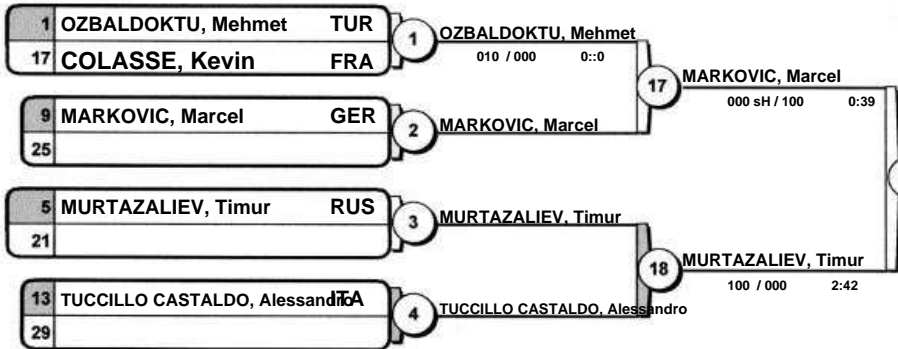 1 OZBALDOKTU, Mehmet TUR
17 COLASSE, Kevin FRA
1
OZBALDOKTU, Mehmet
010 / 000 0::0
9 MARKOVIC, Marcel GER
25
2
MARKOVIC, Marcel
17
MARKOVIC, Marcel
000 sH / 100 0:39
5 MURTAZALIEV, Timur RUS
21
3
MURTAZALIEV, Timur
13 TUCCILLO CASTALDO, Alessandro ITA
29
4
TUCCILLO CASTALDO, Alessandro
18
MURTAZALIEV, Timur
100 / 000 2:42